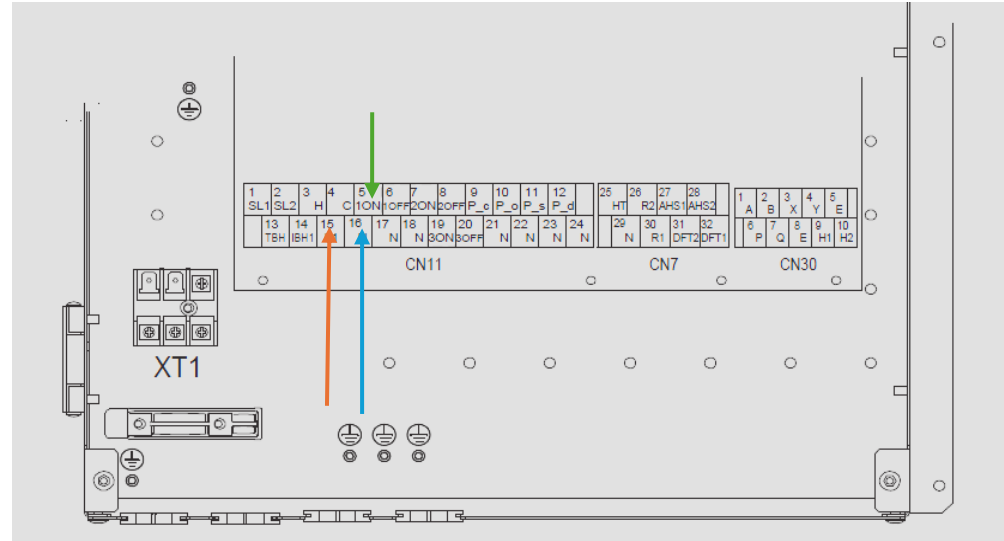 1 2 3 4 5 6 7 8 9 10 11 12
SL1 SL2 H C 1ON 1OFF 2ON 2OFF P_c P_o P_s P_d
13 14 15 16 17 18 19 20 21 22 23 24
TBH IBH1 N N 3ON 3OFF N N N N
CN11
25 26 27 28
HT R2 AHS1 AHS2
29 30 31 32
N R1 DFT2 DFT1
CN7
1 2 3 4 5
A B X Y E
6 7 8 9 10
P Q E H1 H2
CN30
XT1